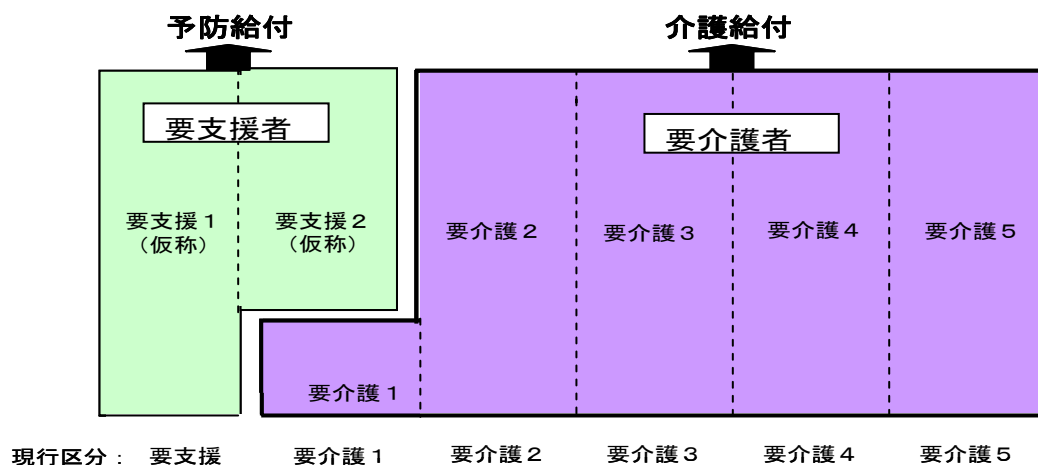 予防給付
介護給付
要支援者
要介護者
要支援1
(仮称)
要支援2
(仮称)
要介護2
要介護3
要介護4
要介護5
要介護1
現行区分: 要支援 要介護1 要介護2 要介護3 要介護4 要介護5